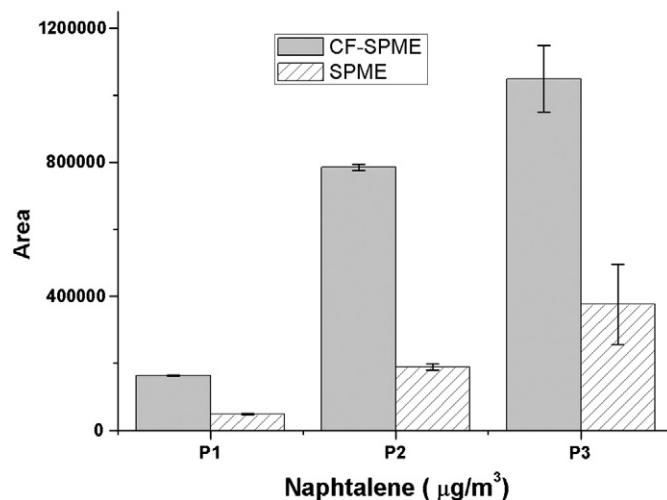 1200000
CF-SPME
SPME
800000
Area
400000
0
P1 P2 P3
Naphtalene ( μg/m³)